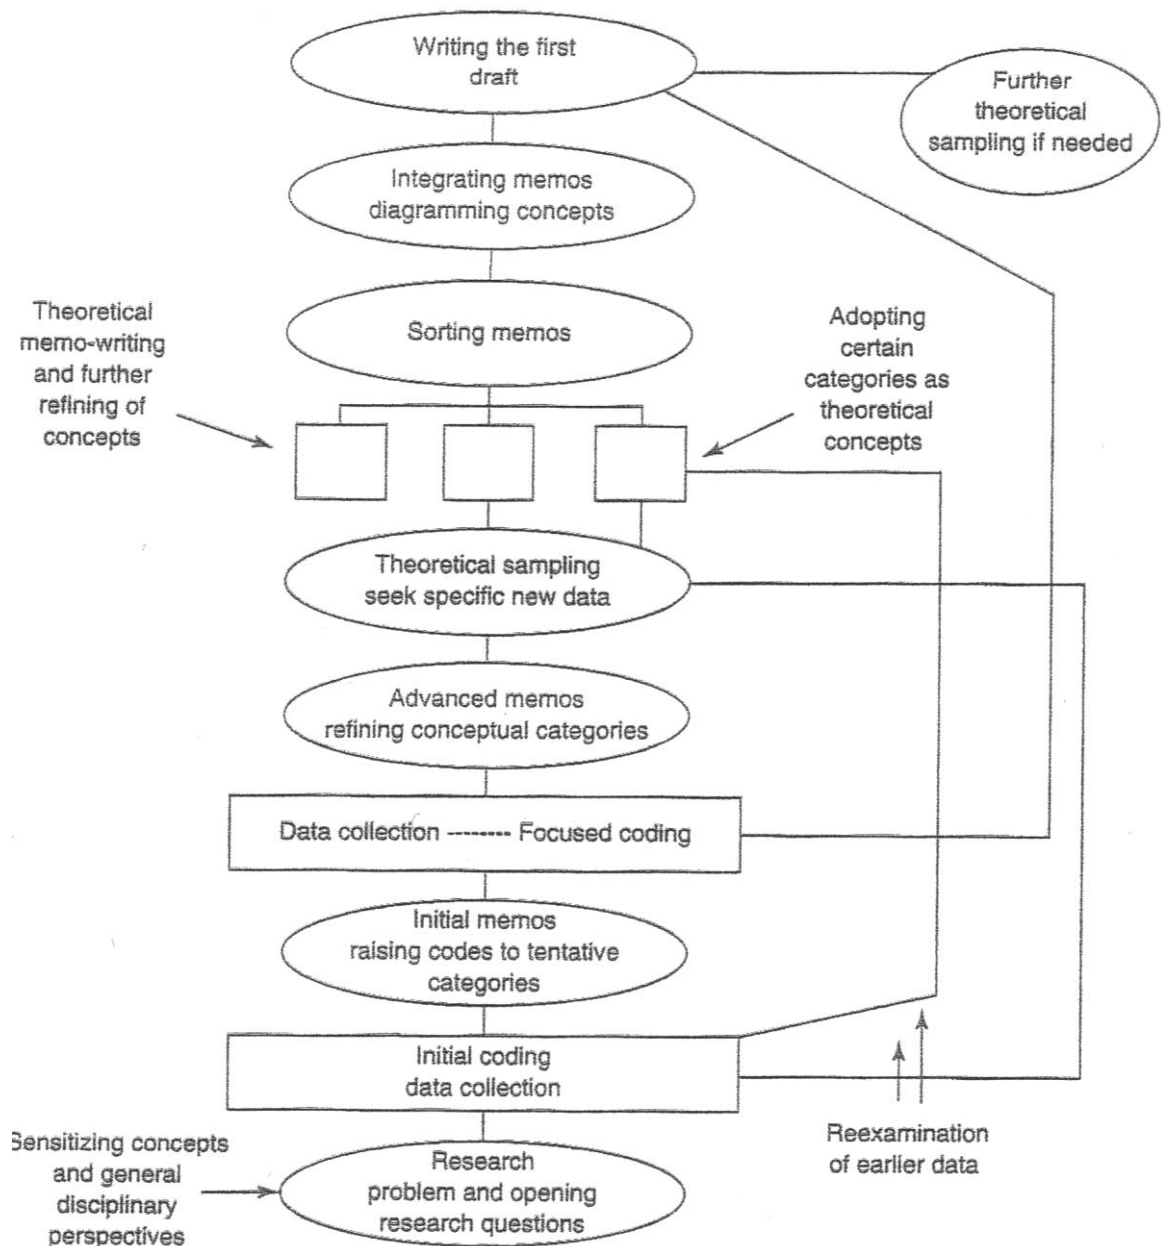 Writing the first
draft
Further
theoretical
sampling if needed
Integrating memos
diagramming concepts
Theoretical
memo-writing
and further
refining of
concepts
Sorting memos
Adopting
certain
categories as
theoretical
concepts
Theoretical sampling
seek specific new data
Advanced memos
refining conceptual categories
Data collection -------- Focused coding
Initial memos
raising codes to tentative
categories
Initial coding
data collection
Reexamination
of earlier data
Sensitizing concepts
and general
disciplinary
perspectives
Research
problem and opening
research questions